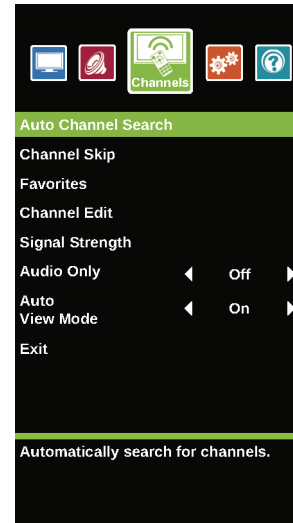 Channels
Auto Channel Search
Channel Skip
Favorites
Channel Edit
Signal Strength
Audio Only Off
Auto
View Mode On
Exit
Automatically search for channels.